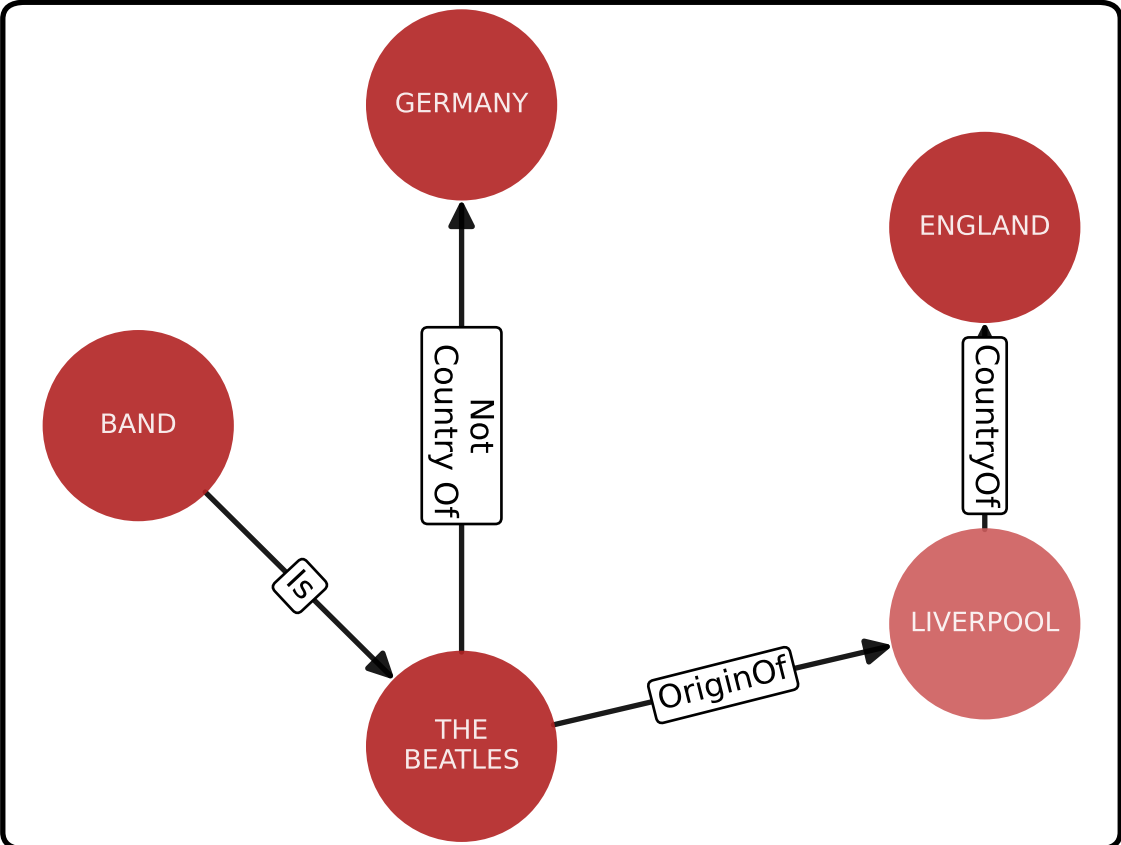 GERMANY
ENGLAND
Not
Country Of
CountryOf
BAND
Is
LIVERPOOL
OriginOf
THE
BEATLES